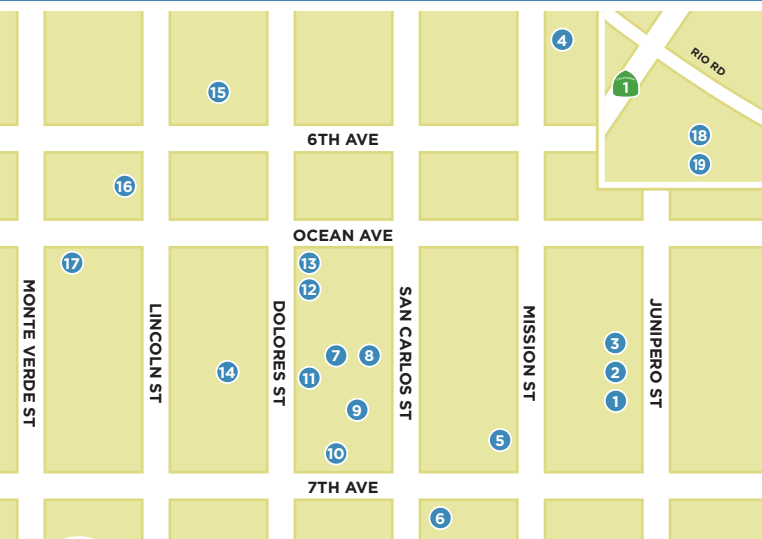 4
RIO RD
1
15
18
6TH AVE
19
16
OCEAN AVE
17
13
12
MONTE VERDE ST
LINCOLN ST
DOLORES ST
SAN CARLOS ST
MISSION ST
JUNIPERO ST
3
7
8
14
11
2
1
9
5
10
7TH AVE
6